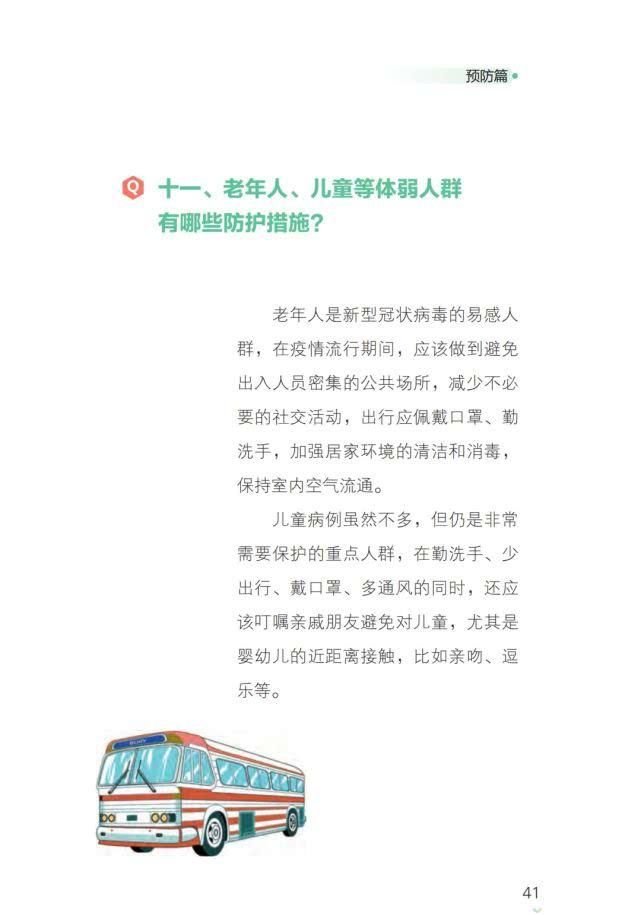 预防篇
Q 十一、老年人、儿童等体弱人群
有哪些防护措施？
老年人是新型冠状病毒的易感人
群，在疫情流行期间，应该做到避免
出入人员密集的公共场所，减少不必
要的社交活动，出行应佩戴口罩、勤
洗手，加强居家环境的清洁和消毒，
保持室内空气流通。
儿童病例虽然不多，但仍是非常
需要保护的重点人群，在勤洗手、少
出行、戴口罩、多通风的同时，还应
该叮嘱亲戚朋友避免对儿童，尤其是
婴幼儿的近距离接触，比如亲吻、逗
乐等。
41